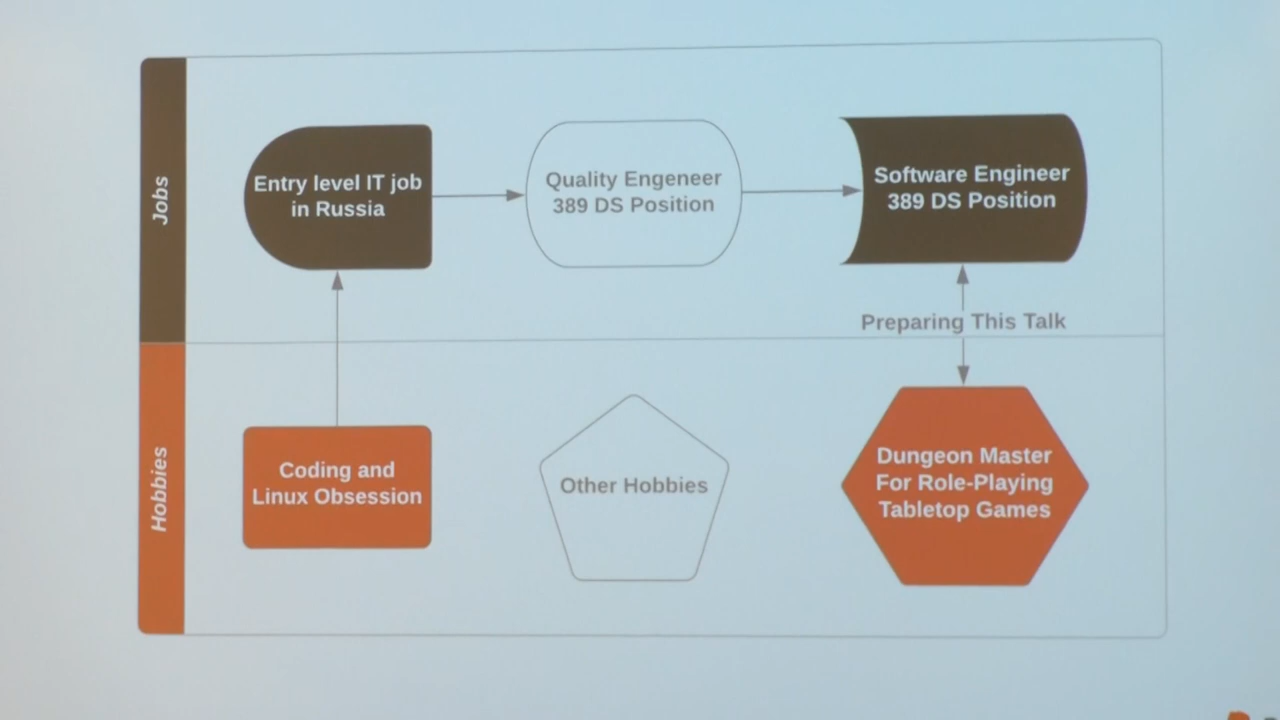 Jobs
Entry level IT job
in Russia
Quality Engeneer
389 DS Position
Software Engineer
389 DS Position
Preparing This Talk
Hobbies
Coding and
Linux Obsession
Other Hobbies
Dungeon Master
For Role-Playing
Tabletop Games